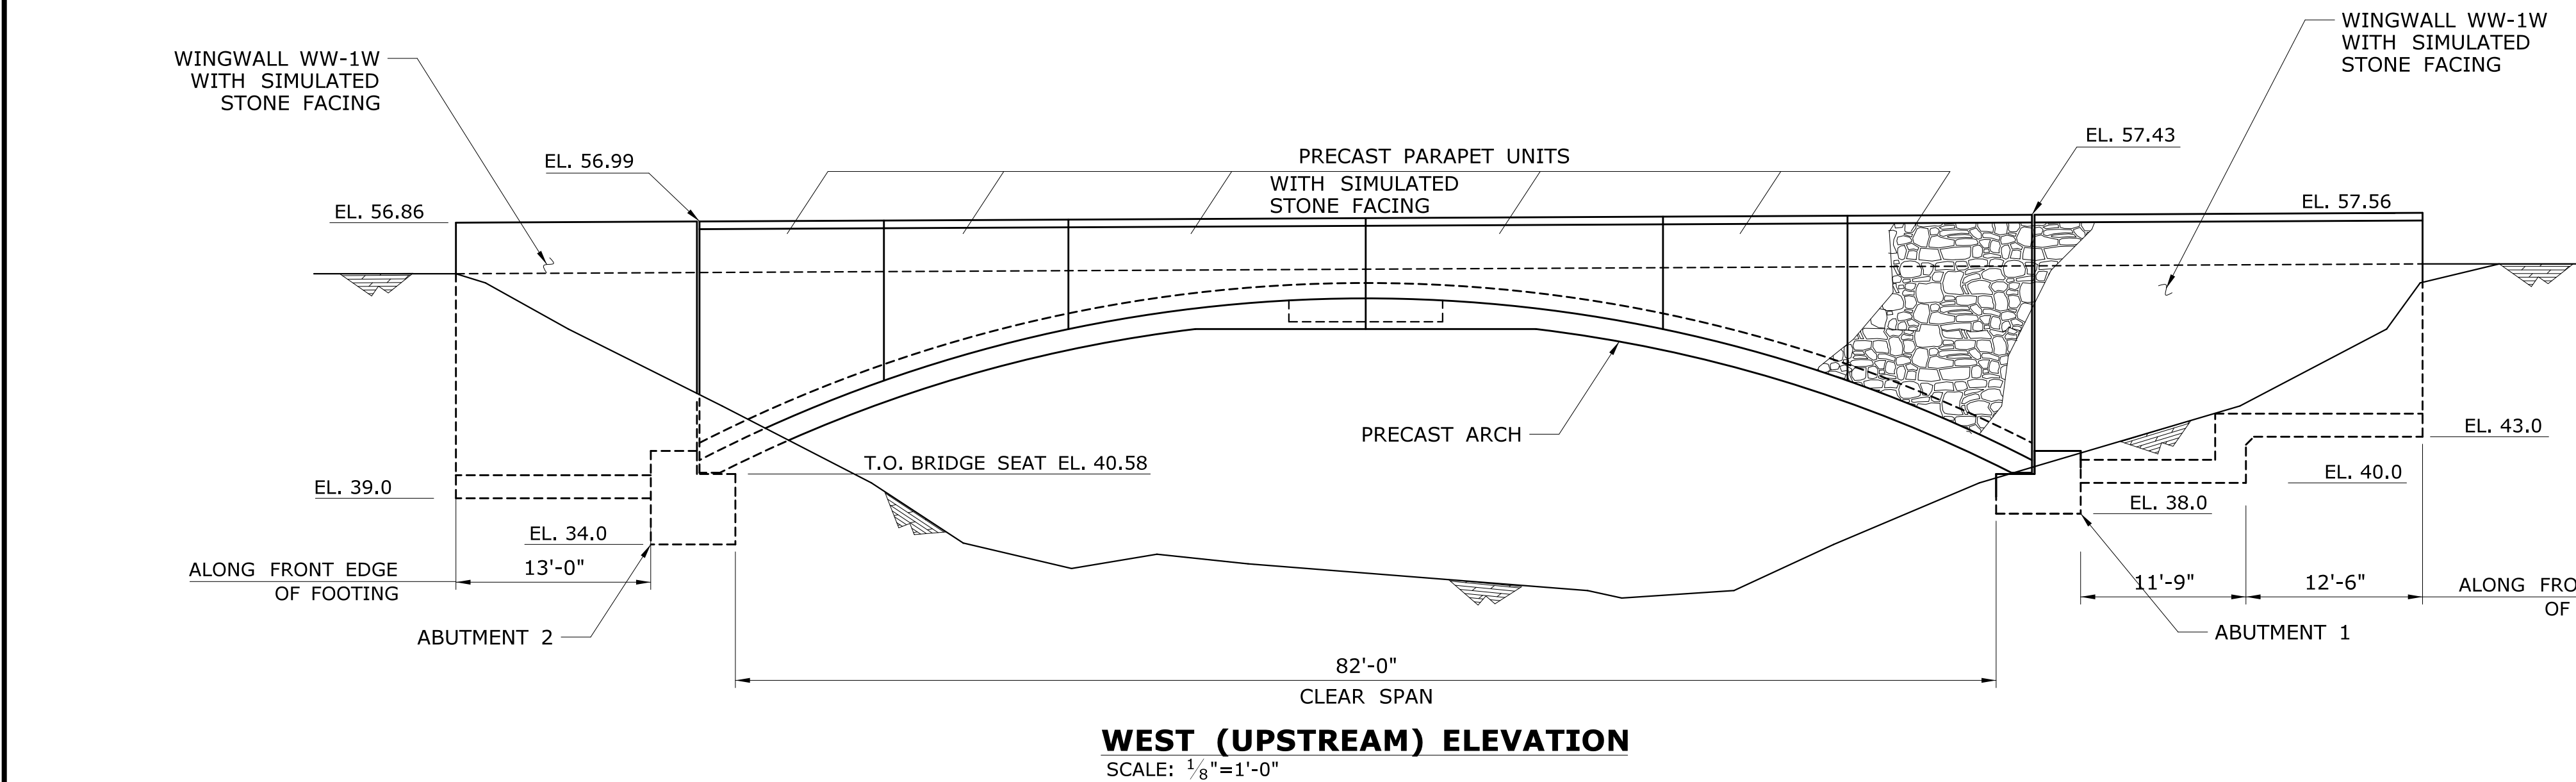 WINGWALL WW-1W
WITH SIMULATED
STONE FACING
WINGWALL WW-1W
WITH SIMULATED
STONE FACING
EL. 56.99
PRECAST PARAPET UNITS
WITH SIMULATED
STONE FACING
EL. 57.43
EL. 56.86
EL. 57.56
PRECAST ARCH
EL. 43.0
T.O. BRIDGE SEAT EL. 40.58
EL. 40.0
EL. 39.0
EL. 38.0
EL. 34.0
ALONG FRONT EDGE
OF FOOTING
13'-0"
11'-9"
12'-6"
ALONG FRO
OF
ABUTMENT 2
ABUTMENT 1
82'-0"
CLEAR SPAN
WEST (UPSTREAM) ELEVATION
SCALE: 1/8"=1'-0"